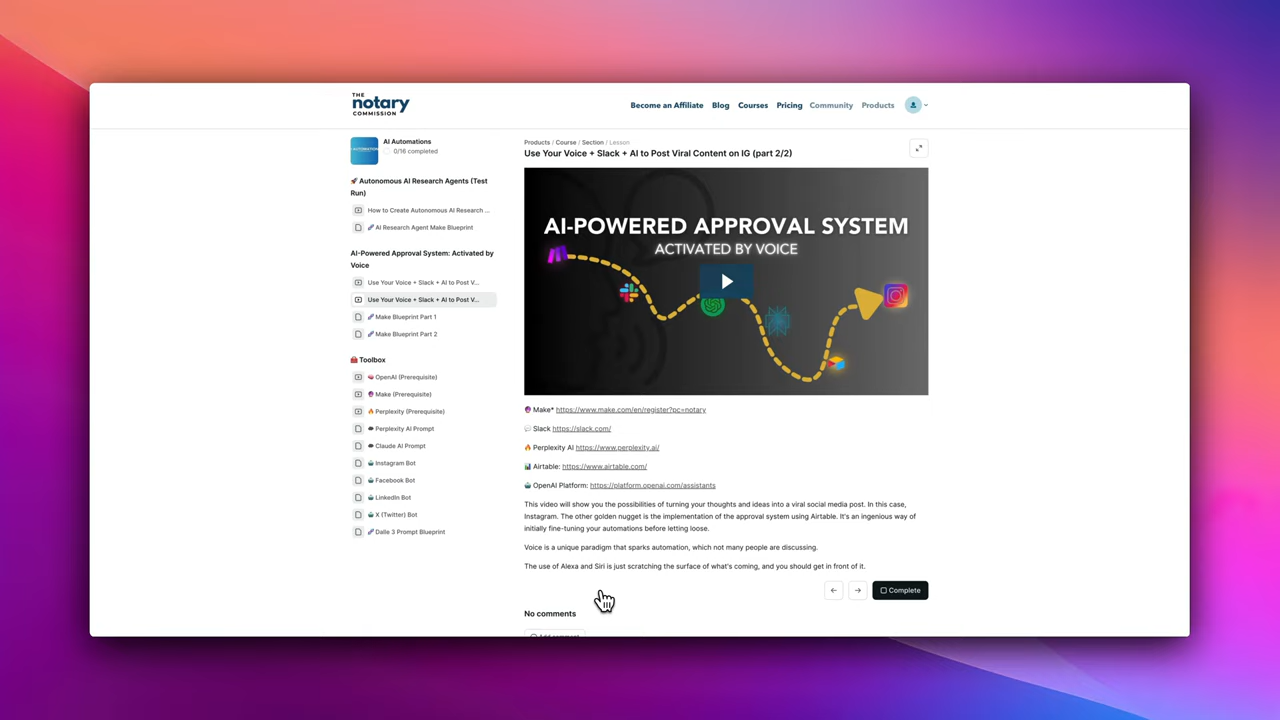 THE
notary
COMMISSION
Become an Affiliate Blog Courses Pricing Community Products
AI Automations
0/16 completed
🚀 Autonomous AI Research Agents (Test
Run)
How to Create Autonomous AI Research ...
AI Research Agent Make Blueprint
AI-Powered Approval System: Activated by
Voice
Use Your Voice + Slack + AI to Post V...
Use Your Voice + Slack + AI to Post V...
Make Blueprint Part 1
Make Blueprint Part 2
🧰 Toolbox
🧠 OpenAI (Prerequisite)
🔮 Make (Prerequisite)
🔥 Perplexity (Prerequisite)
Perplexity AI Prompt
Claude AI Prompt
Instagram Bot
Facebook Bot
LinkedIn Bot
X (Twitter) Bot
Dalle 3 Prompt Blueprint
Products / Course / Section / Lesson
Use Your Voice + Slack + AI to Post Viral Content on IG (part 2/2)
AI-POWERED APPROVAL SYSTEM
ACTIVATED BY VOICE
🔮 Make* https://www.make.com/en/register?pc=notary
💬 Slack https://slack.com/
🔥 Perplexity AI https://www.perplexity.ai/
📊 Airtable: https://www.airtable.com/
🤖 OpenAI Platform: https://platform.openai.com/assistants
This video will show you the possibilities of turning your thoughts and ideas into a viral social media post. In this case,
Instagram. The other golden nugget is the implementation of the approval system using Airtable. It's an ingenious way of
initially fine-tuning your automations before letting loose.
Voice is a unique paradigm that sparks automation, which not many people are discussing.
The use of Alexa and Siri is just scratching the surface of what's coming, and you should get in front of it.
← → Complete
No comments
Add comment